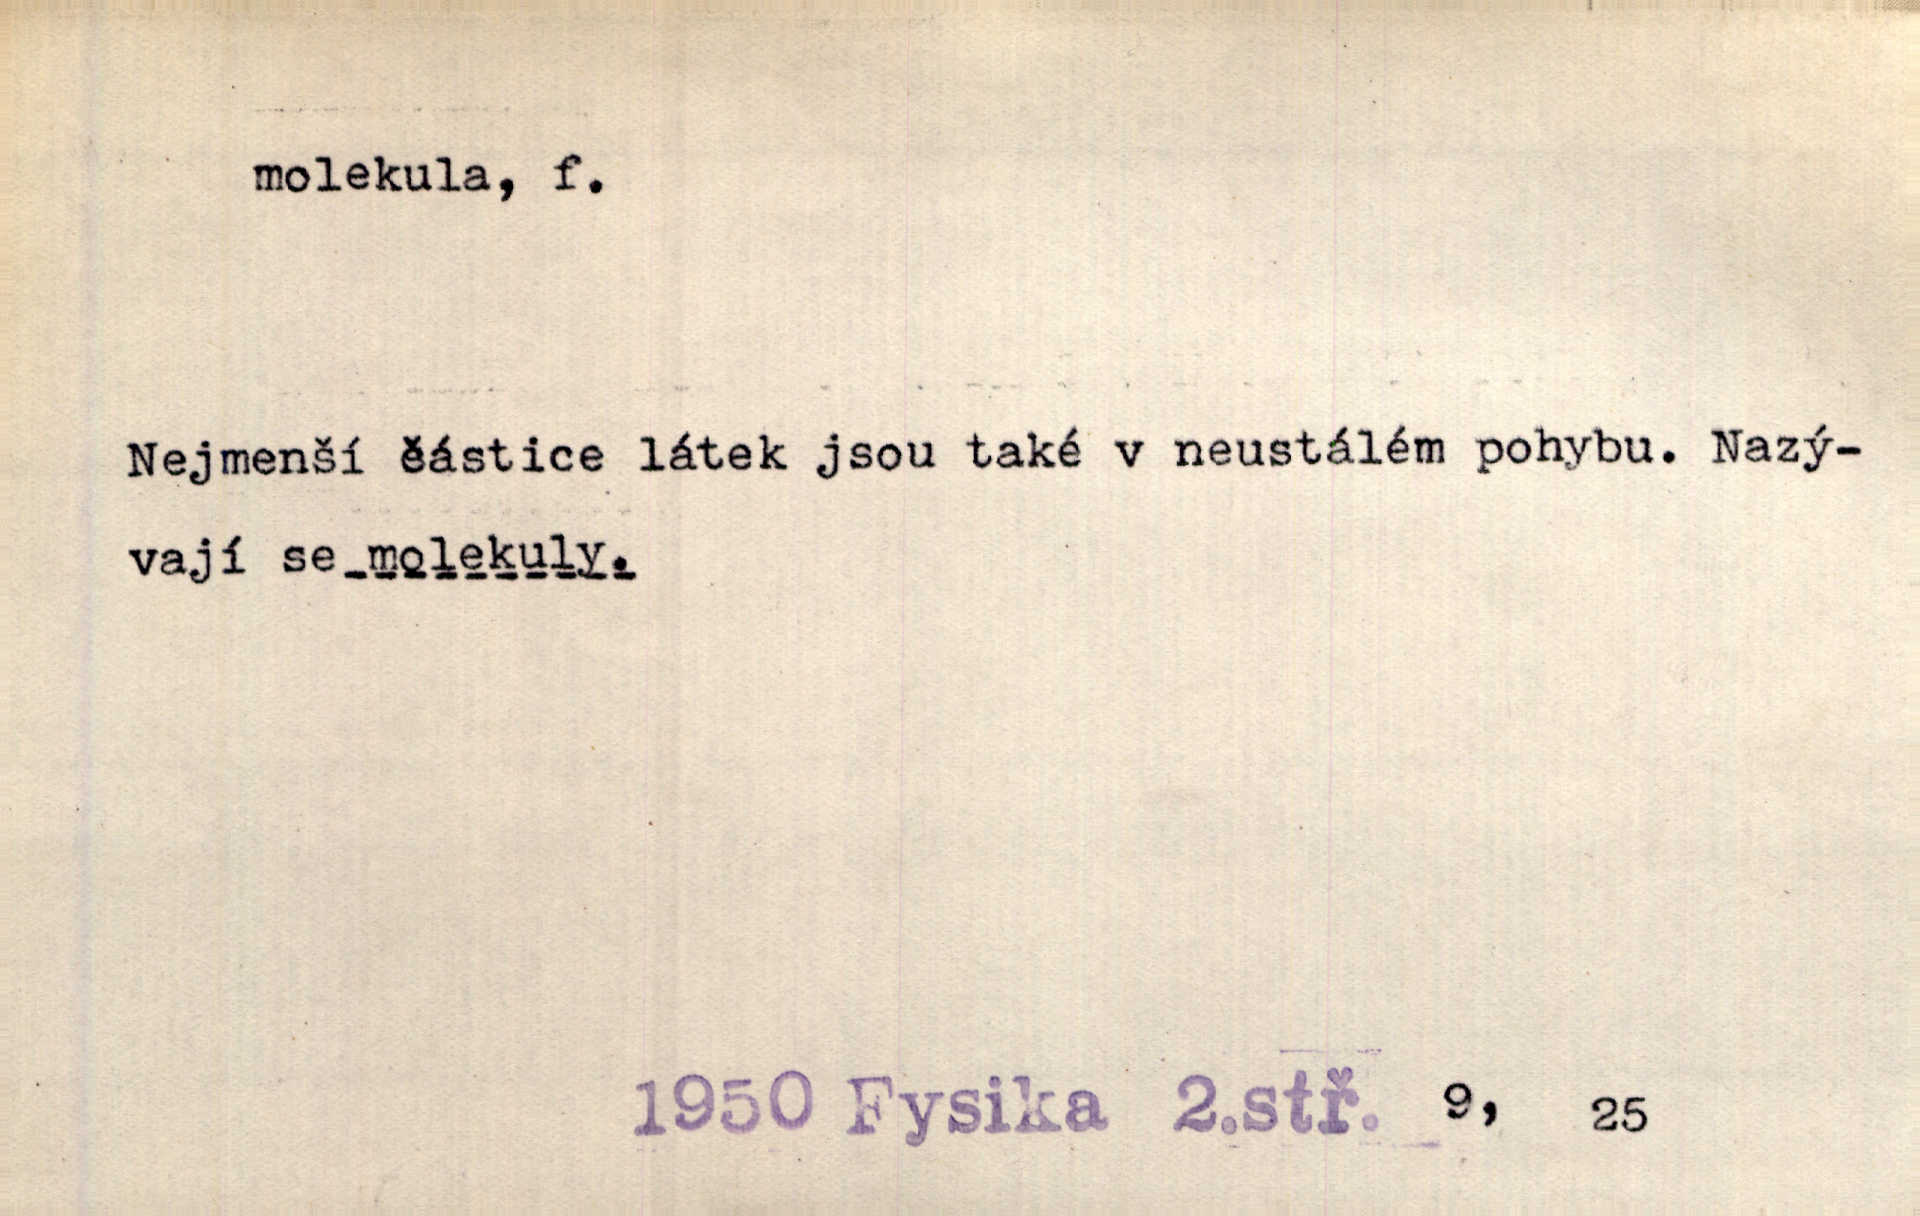 molekula, f.
Nejmenší částice látek jsou také v neustálém pohybu. Nazý-
vají se molekuly.
1950 Fysika 2.stř. 9, 25